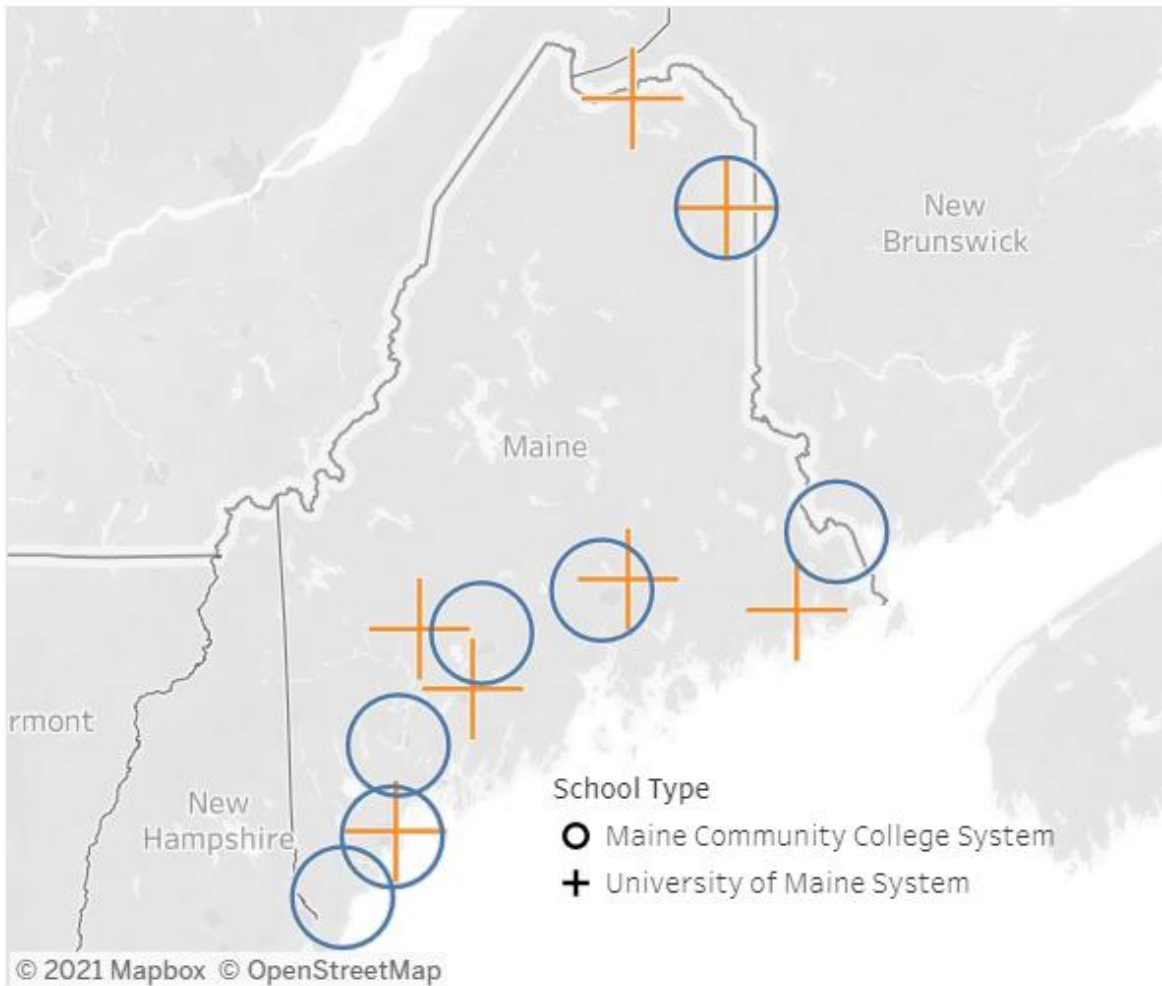 New
Brunswick
Maine
rmont
New
Hampshire
School Type
Maine Community College System
University of Maine System
© 2021 Mapbox © OpenStreetMap